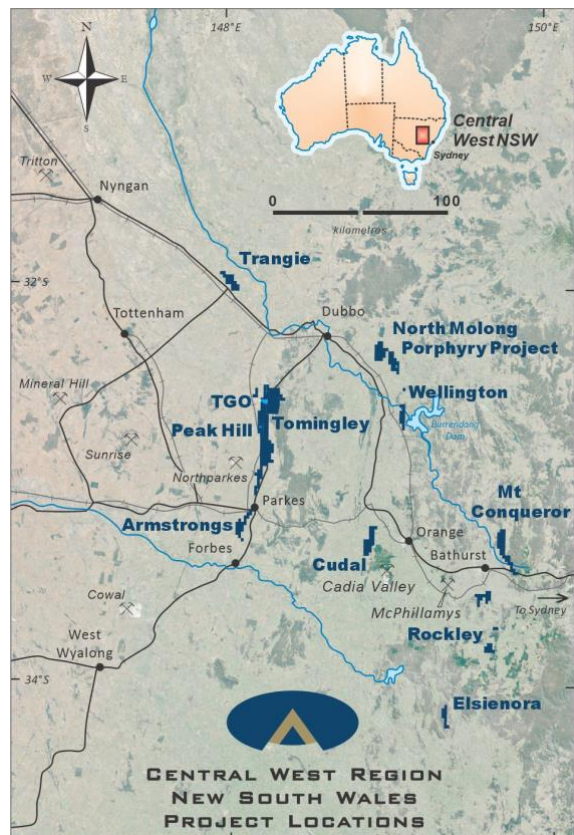 148°E
150°E
N
W
E
S
Central
West NSW
Sydney
Tritton
Nyngan
0
100
kilometres
Trangie
32°S
Dubbo
Tottenham
North Molong
Porphyry Project
Mineral Hill
TGO
Wellington
Peak Hill
Tomingley
Burrendong
Dam
Sunrise
Northparkes
Parkes
Mt
Conqueror
Armstrongs
Orange
Forbes
Cudal
Bathurst
Cadia Valley
Cowal
McPhillamys
To Sydney
West
Wyalong
Rockley
34°S
Elsienora
Central West Region
New South Wales
Project Locations